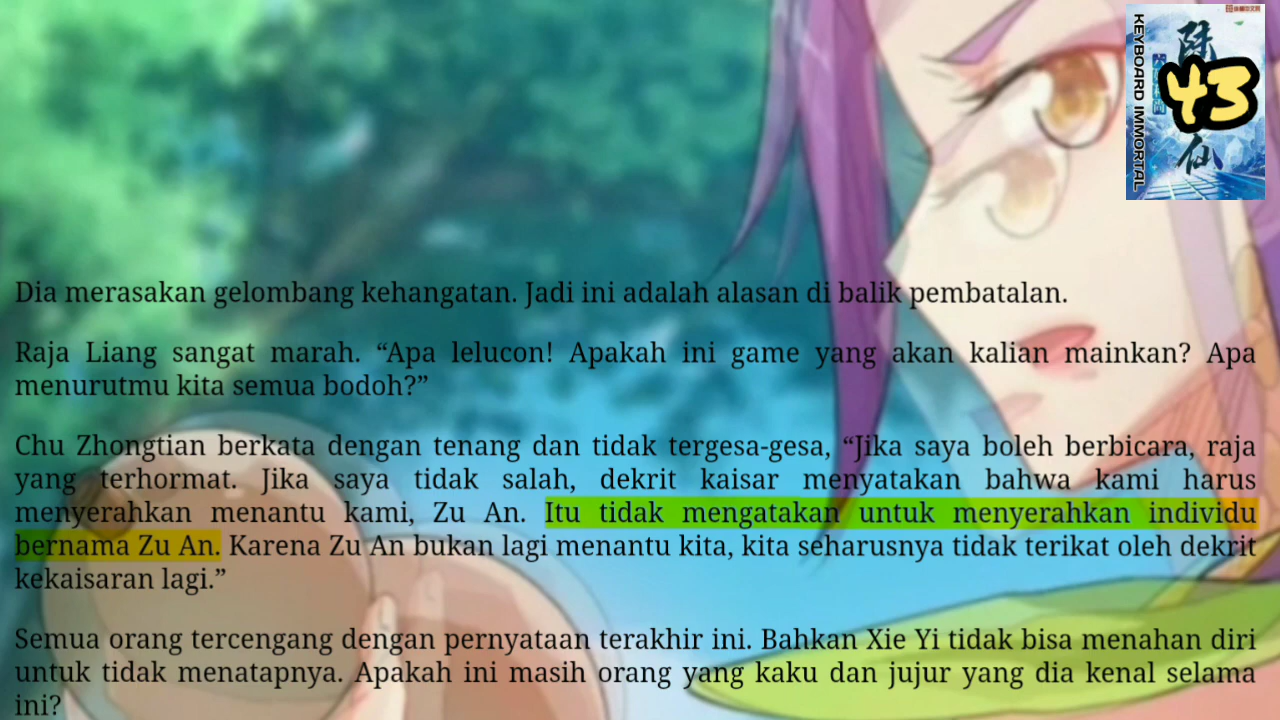 陆
仙
KEYBOARD IMMORTAL
43
Dia merasakan gelombang kehangatan. Jadi ini adalah alasan di balik pembatalan.
Raja Liang sangat marah. “Apa lelucon! Apakah ini game yang akan kalian mainkan? Apa
menurutmu kita semua bodoh?”
Chu Zhongtian berkata dengan tenang dan tidak tergesa-gesa, “Jika saya boleh berbicara, raja
yang terhormat. Jika saya tidak salah, dekrit kaisar menyatakan bahwa kami harus
menyerahkan menantu kami, Zu An. Itu tidak mengatakan untuk menyerahkan individu
bernama Zu An. Karena Zu An bukan lagi menantu kita, kita seharusnya tidak terikat oleh dekrit
kekaisaran lagi.”
Semua orang tercengang dengan pernyataan terakhir ini. Bahkan Xie Yi tidak bisa menahan diri
untuk tidak menatapnya. Apakah ini masih orang yang kaku dan jujur yang dia kenal selama
ini?